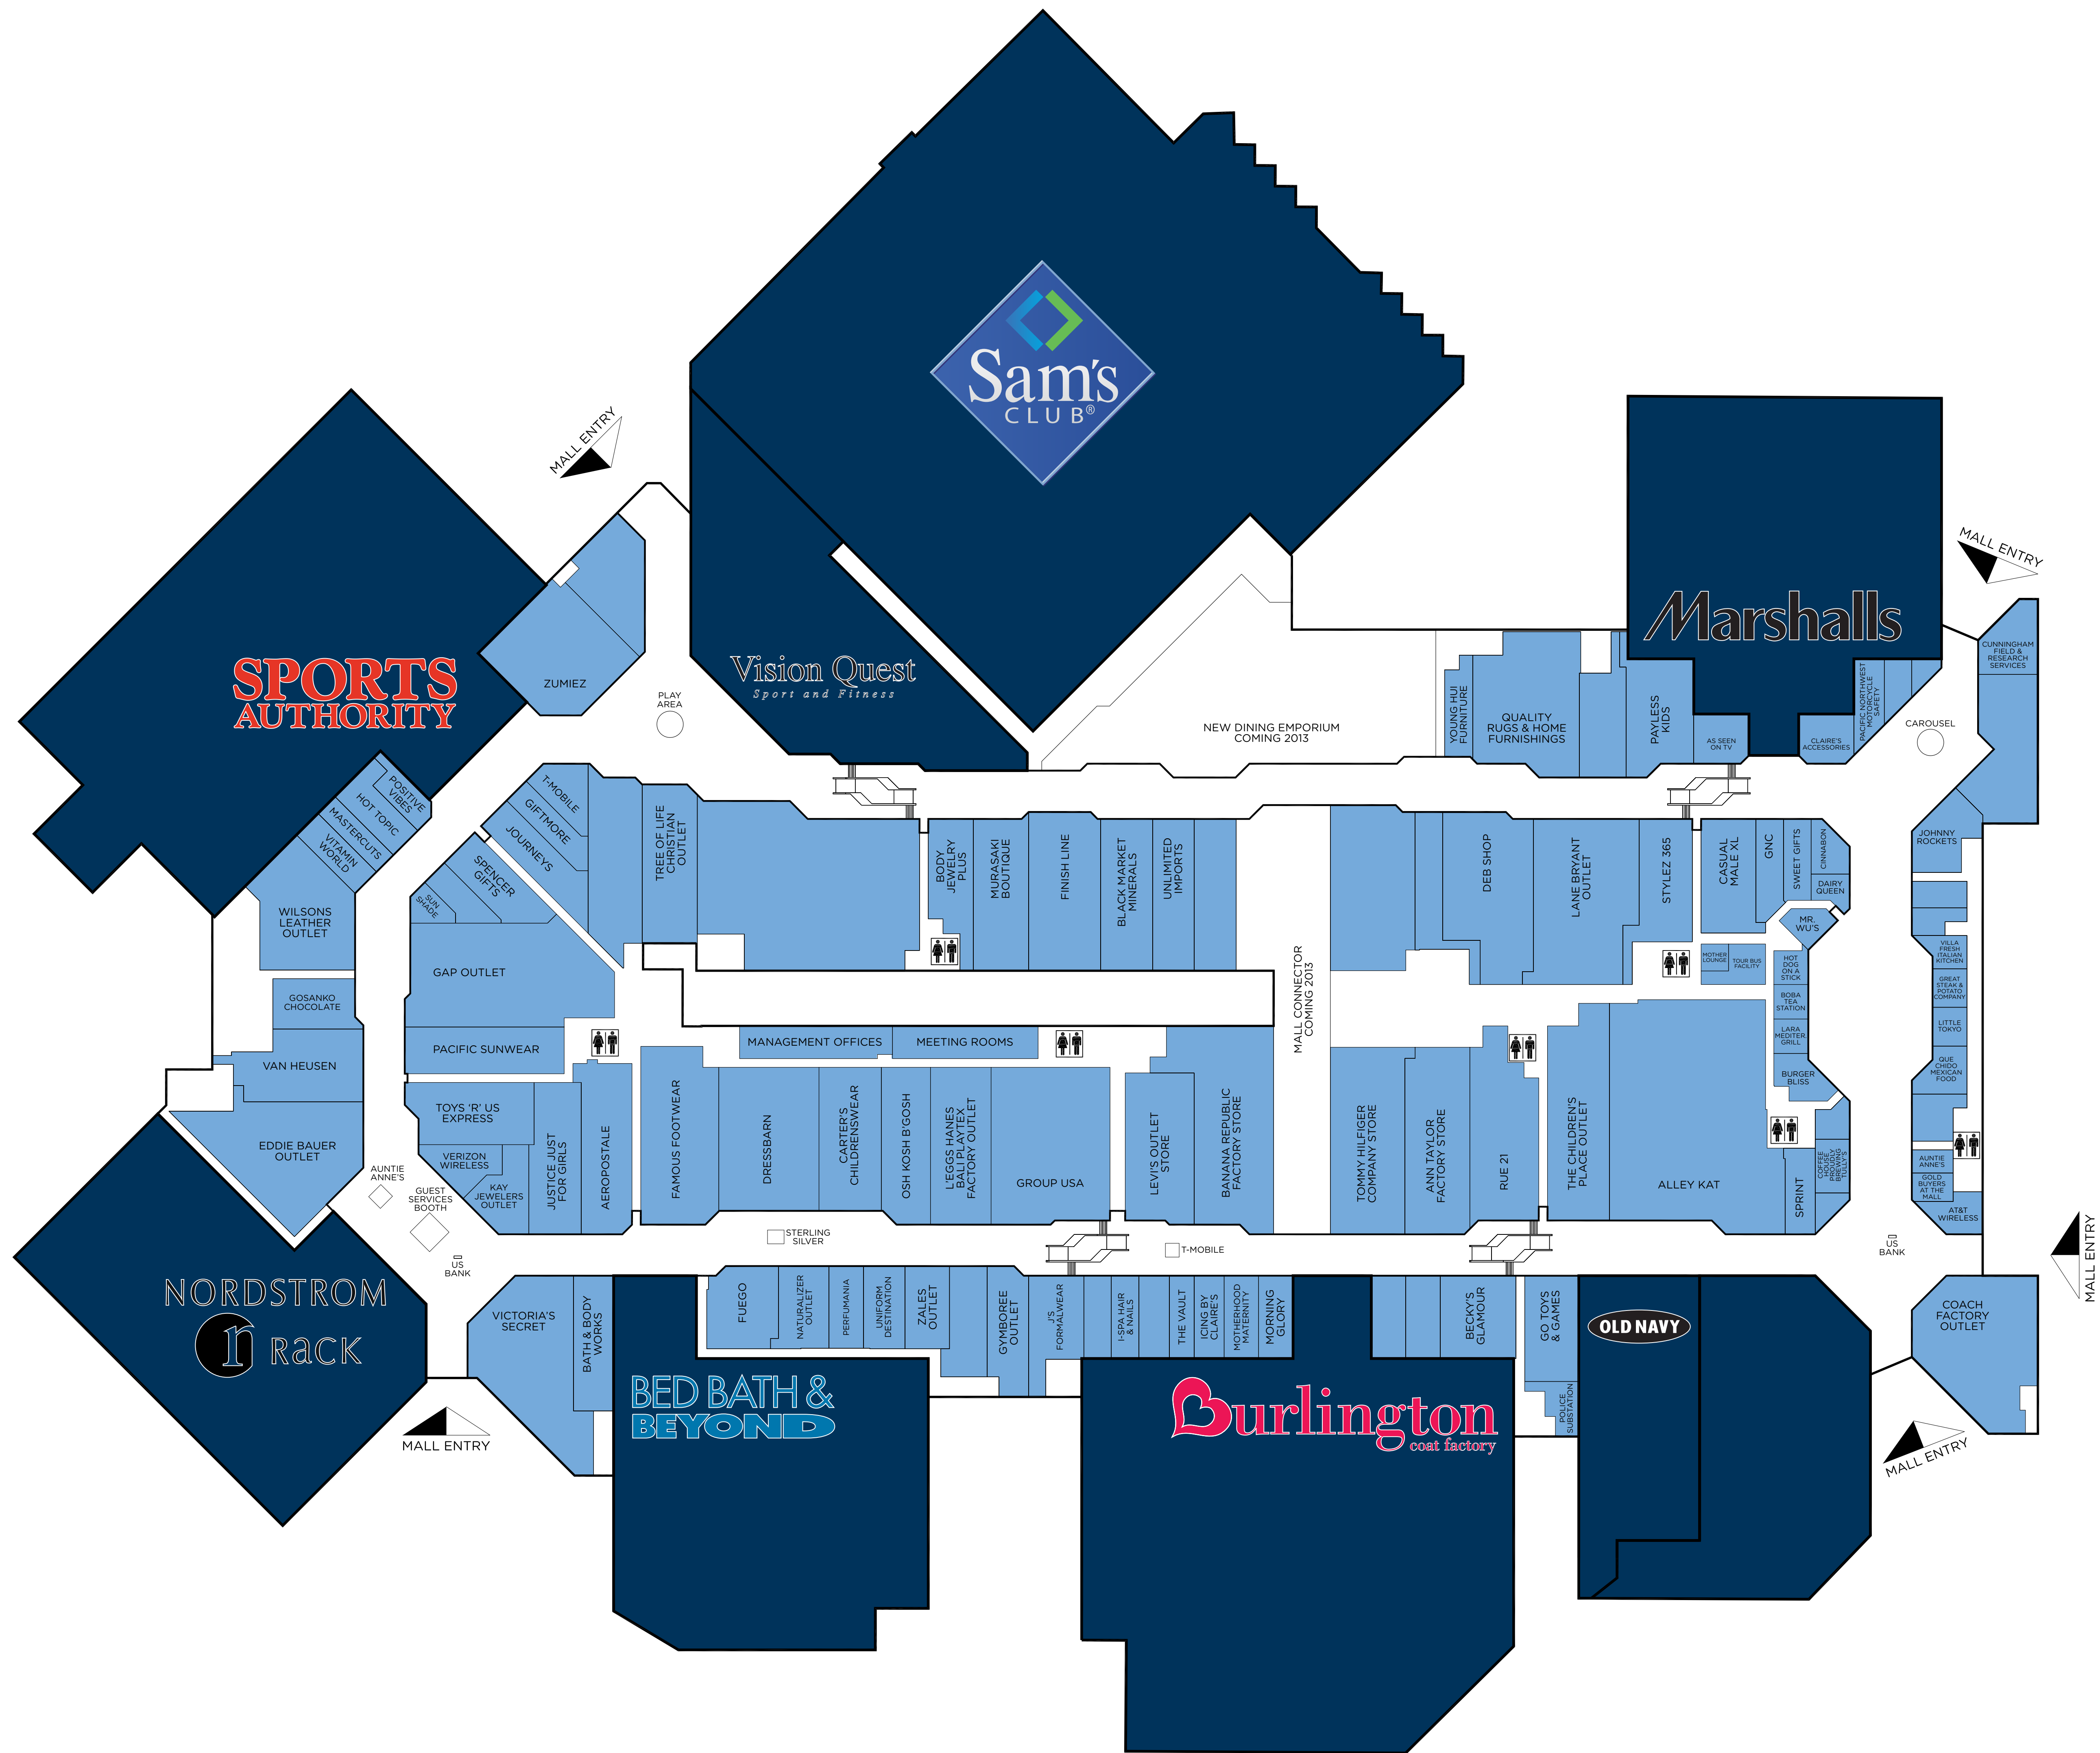 Sam's
CLUB®
MALL ENTRY
MALL ENTRY
Marshalls
SPORTS
AUTHORITY
Vision Quest
Sport and Fitness
ZUMIEZ
PLAY
AREA
NEW DINING EMPORIUM
COMING 2013
YOUNG HUI
FURNITURE
QUALITY
RUGS & HOME
FURNISHINGS
PAYLESS
KIDS
AS SEEN
ON TV
CLAIRE'S
ACCESSORIES
PACIFIC NORTHWEST
MOTORCYCLE
SAFETY
CUNNINGHAM
FIELD &
RESEARCH
SERVICES
CAROUSEL
POSITIVE
VIBES
HOT TOPIC
MASTERCUTS
VITAMIN
WORLD
WILSONS
LEATHER
OUTLET
GOSANKO
CHOCOLATE
VAN HEUSEN
EDDIE BAUER
OUTLET
T-MOBILE
GIFTMORE
JOURNEYS
SPENCER
GIFTS
SUN
SHADE
GAP OUTLET
PACIFIC SUNWEAR
TREE OF LIFE
CHRISTIAN
OUTLET
BODY
JEWELRY
PLUS
MURASAKI
BOUTIQUE
FINISH LINE
BLACK MARKET
MINERALS
UNLIMITED
IMPORTS
MALL CONNECTOR
COMING 2013
DEB SHOP
LANE BRYANT
OUTLET
STYLEZ 365
CASUAL
MALE XL
GNC
SWEET GIFTS
CINNABON
DAIRY
QUEEN
MR.
WU'S
MOTHER
LOUNGE
TOUR BUS
FACILITY
HOT
DOG
ON A
STICK
BOBA
TEA
STATION
LARA
MEDITER.
GRILL
BURGER
BLISS
JOHNNY
ROCKETS
VILLA
FRESH
ITALIAN
KITCHEN
GREAT
STEAK &
POTATO
COMPANY
LITTLE
TOKYO
QUE
CHIDO
MEXICAN
FOOD
AUNTIE
ANNE'S
GOLD
BUYERS
AT THE
MALL
AT&T
WIRELESS
MANAGEMENT OFFICES
MEETING ROOMS
TOYS 'R' US
EXPRESS
VERIZON
WIRELESS
KAY
JEWELERS
OUTLET
JUSTICE JUST
FOR GIRLS
AEROPOSTALE
FAMOUS FOOTWEAR
DRESSBARN
CARTER'S
CHILDRENSWEAR
OSH KOSH B'GOSH
L'EGGS HANES
BALI PLAYTEX
FACTORY OUTLET
GROUP USA
LEVI'S OUTLET
STORE
BANANA REPUBLIC
FACTORY STORE
TOMMY HILFIGER
COMPANY STORE
ANN TAYLOR
FACTORY STORE
RUE 21
THE CHILDREN'S
PLACE OUTLET
ALLEY KAT
SPRINT
COFFEE
HOUSE
PROUDLY
BREWING
TULLY'S
AUNTIE
ANNE'S
GUEST
SERVICES
BOOTH
US
BANK
STERLING
SILVER
T-MOBILE
US
BANK
MALL ENTRY
NORDSTROM
r RACK
MALL ENTRY
VICTORIA'S
SECRET
BATH & BODY
WORKS
FUEGO
NATURALIZER
OUTLET
PERFUMANIA
UNIFORM
DESTINATION
ZALES
OUTLET
GYMBOREE
OUTLET
J'S
FORMALWEAR
I-SPA HAIR
& NAILS
THE VAULT
ICING BY
CLAIRE'S
MOTHERHOOD
MATERNITY
MORNING
GLORY
BECKY'S
GLAMOUR
GO TOYS
& GAMES
POLICE
SUBSTATION
OLD NAVY
COACH
FACTORY
OUTLET
MALL ENTRY
BED BATH &
BEYOND
Burlington
coat factory